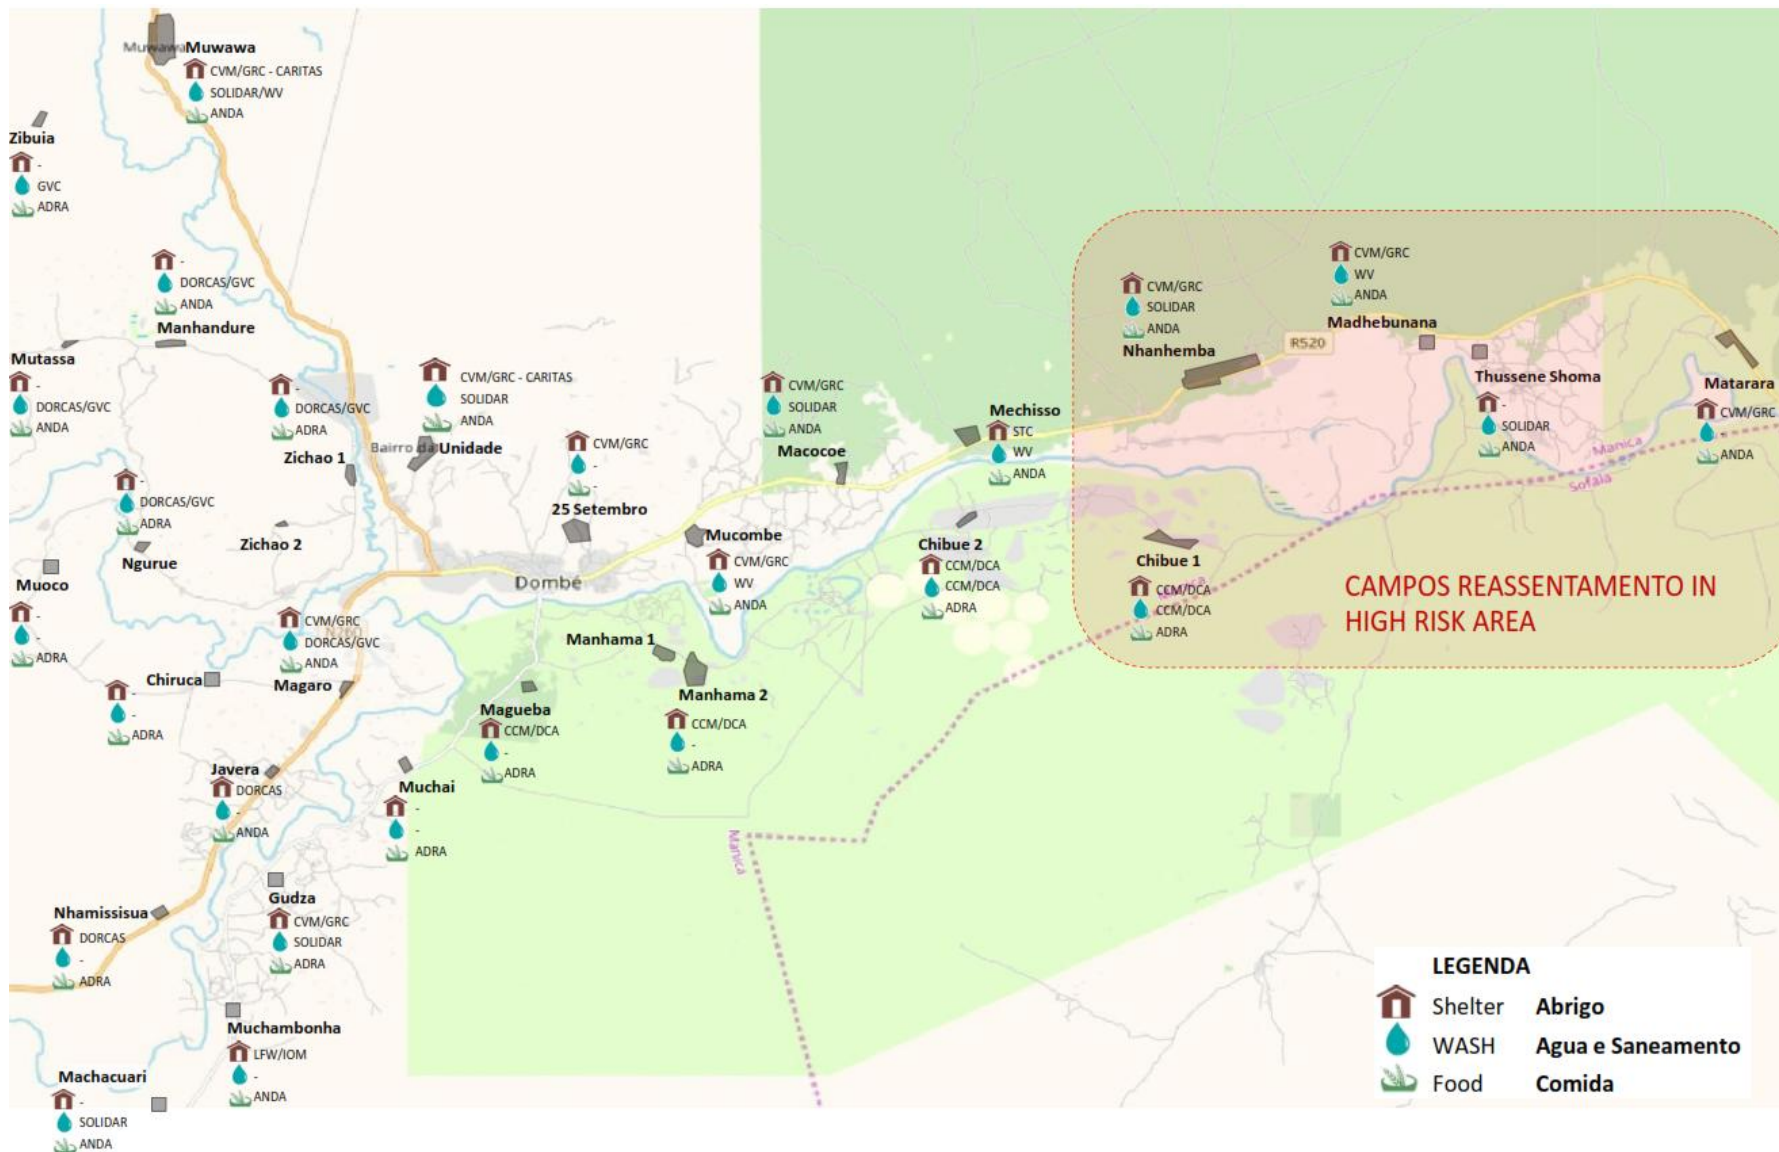 Muwawa
Muwawa
CVM/GRC - CARITAS
SOLIDAR/WV
ANDA
Zibuia
-
GVC
ADRA
-
DORCAS/GVC
ANDA
Manhandure
Mutassa
-
DORCAS/GVC
ANDA
-
DORCAS/GVC
ADRA
Zichao 1
CVM/GRC - CARITAS
SOLIDAR
ANDA
Bairro da Unidade
CVM/GRC
-
-
25 Setembro
CVM/GRC
SOLIDAR
ANDA
Macocoe
Mechisso
STC
WV
ANDA
CVM/GRC
SOLIDAR
ANDA
Nhanhemba
CVM/GRC
WV
ANDA
Madhebunana
R520
Thussene Shoma
-
SOLIDAR
ANDA
Matarara
CVM/GRC
-
ANDA
Manica
Sofala
-
DORCAS/GVC
ADRA
Ngurue
Zichao 2
Muoco
-
-
ADRA
Dombé
Mucombe
CVM/GRC
WV
ANDA
Chibue 2
CCM/DCA
CCM/DCA
ADRA
Chibue 1
CCM/DCA
CCM/DCA
ADRA
CAMPOS REASSENTAMENTO IN
HIGH RISK AREA
CVM/GRC
DORCAS/GVC
ANDA
N260
Magaro
Chiruca
-
-
ADRA
Manhama 1
Manhama 2
CCM/DCA
-
ADRA
Magueba
CCM/DCA
-
ADRA
Javera
DORCAS
-
ANDA
Muchai
-
-
ADRA
Manica
Nhamissisua
DORCAS
-
ADRA
Gudza
CVM/GRC
SOLIDAR
ADRA
Muchambonha
LFW/IOM
-
ANDA
Machacuari
-
SOLIDAR
ANDA
LEGENDA
Shelter Abrigo
WASH Agua e Saneamento
Food Comida